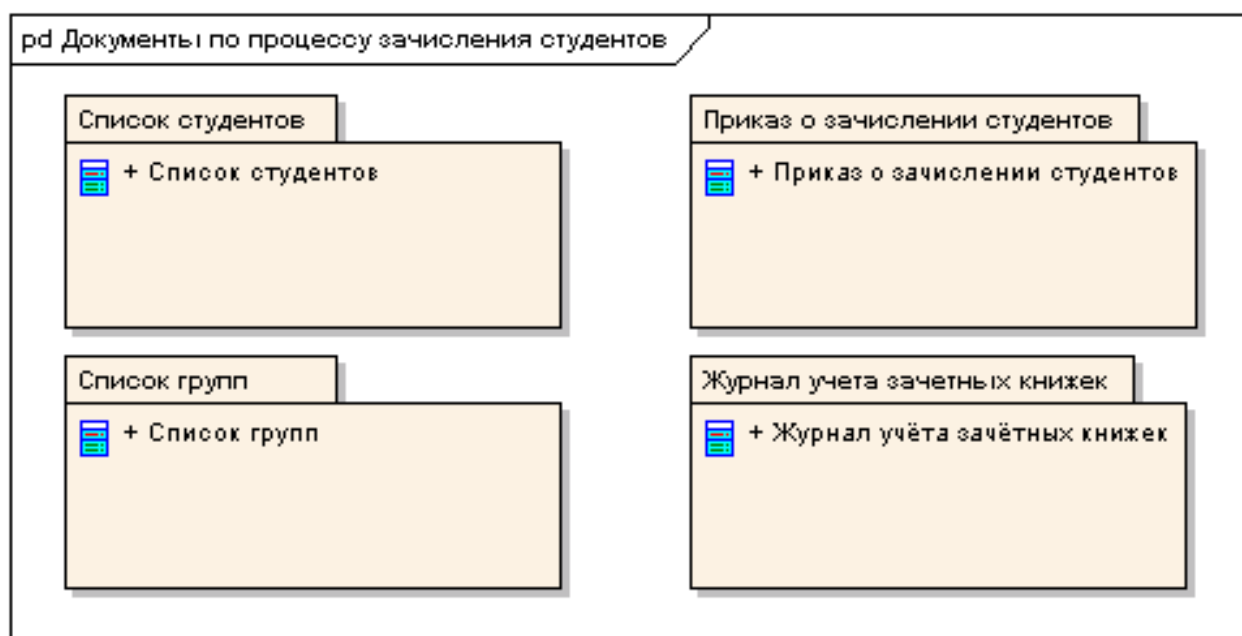 pd Документы по процессу зачисления студентов
Список студентов
+ Список студентов
Приказ о зачислении студентов
+ Приказ о зачислении студентов
Список групп
+ Список групп
Журнал учета зачетных книжек
+ Журнал учёта зачётных книжек